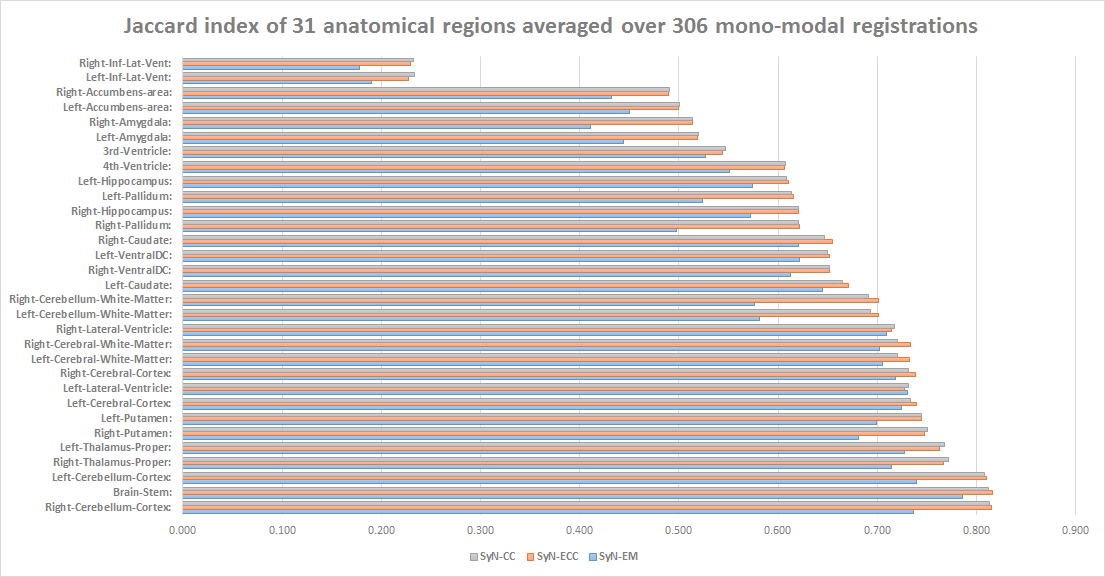 Jaccard index of 31 anatomical regions averaged over 306 mono-modal registrations
Right-Inf-Lat-Vent:
Left-Inf-Lat-Vent:
Right-Accumbens-area:
Left-Accumbens-area:
Right-Amygdala:
Left-Amygdala:
3rd-Ventricle:
4th-Ventricle:
Left-Hippocampus:
Left-Pallidum:
Right-Hippocampus:
Right-Pallidum:
Right-Caudate:
Left-VentralDC:
Right-VentralDC:
Left-Caudate:
Right-Cerebellum-White-Matter:
Left-Cerebellum-White-Matter:
Right-Lateral-Ventricle:
Right-Cerebral-White-Matter:
Left-Cerebral-White-Matter:
Right-Cerebral-Cortex:
Left-Lateral-Ventricle:
Left-Cerebral-Cortex:
Left-Putamen:
Right-Putamen:
Left-Thalamus-Proper:
Right-Thalamus-Proper:
Left-Cerebellum-Cortex:
Brain-Stem:
Right-Cerebellum-Cortex:
0.000 0.100 0.200 0.300 0.400 0.500 0.600 0.700 0.800 0.900
SyN-CC SyN-ECC SyN-EM